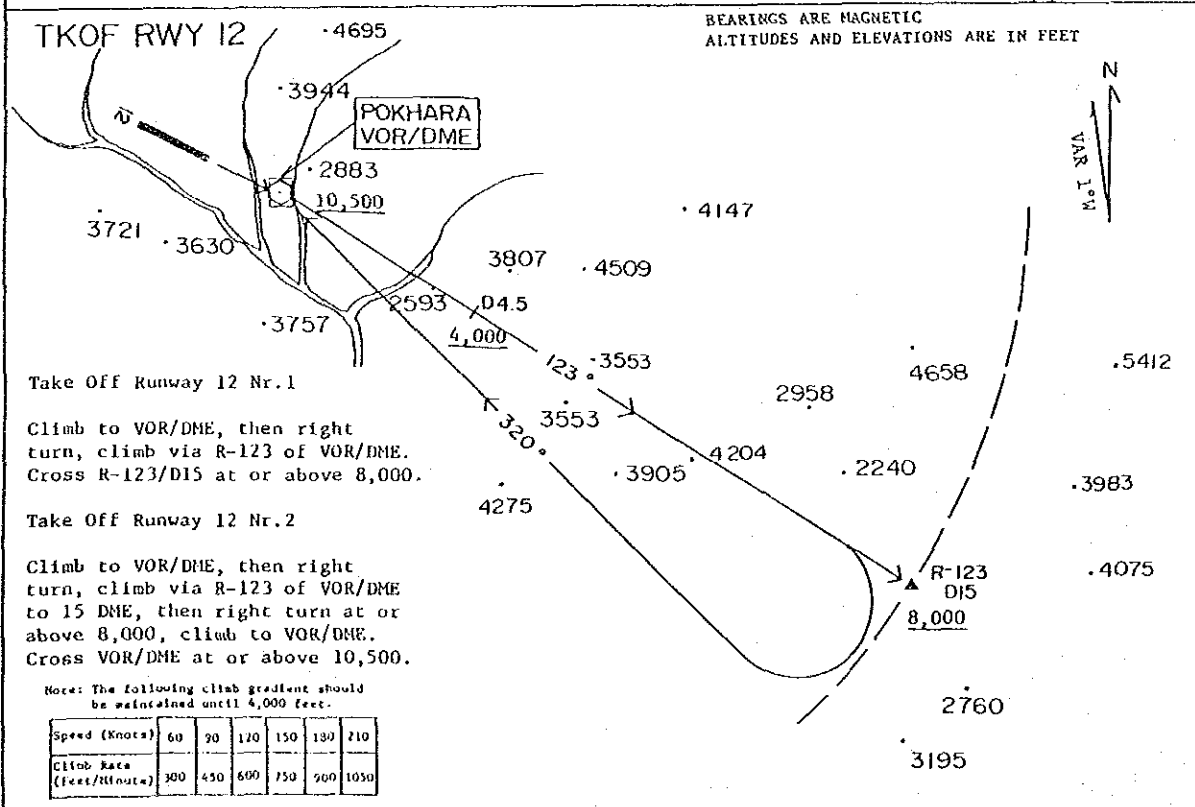 TKOF RWY 12
BEARINGS ARE MAGNETIC
ALTITUDES AND ELEVATIONS ARE IN FEET
·4695
·3944
POKHARA
VOR/DME
12
·2883
10,500
N
VAR 1°W
3721
·3630
·4147
3807
·4509
2593
D4.5
4,000
·3757
123°
·3553
4658
·5412
2958
3553
320°
4204
·3905
·2240
4275
·3983
R-123
D15
8,000
·4075
2760
3195
Take Off Runway 12 Nr.1
Climb to VOR/DME, then right
turn, climb via R-123 of VOR/DME.
Cross R-123/D15 at or above 8,000.
Take Off Runway 12 Nr.2
Climb to VOR/DME, then right
turn, climb via R-123 of VOR/DME
to 15 DME, then right turn at or
above 8,000, climb to VOR/DME.
Cross VOR/DME at or above 10,500.
Note: The following climb gradient should
be maintained until 4,000 feet.
Speed (Knots) 60 90 120 150 180 210
Climb Rate
(Feet/Minute) 300 450 600 750 900 1050